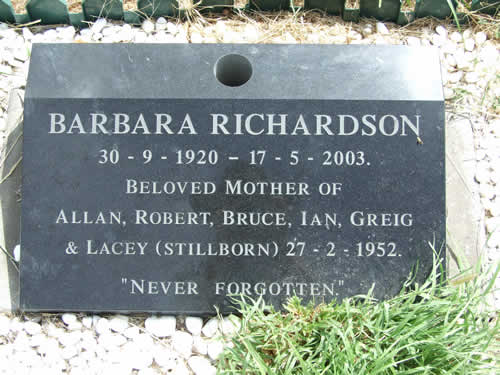 BARBARA RICHARDSON
30 - 9 - 1920 - 17 - 5 - 2003.
BELOVED MOTHER OF
ALLAN, ROBERT, BRUCE, IAN, GREIG
& LACEY (STILLBORN) 27 - 2 - 1952.
"NEVER FORGOTTEN"